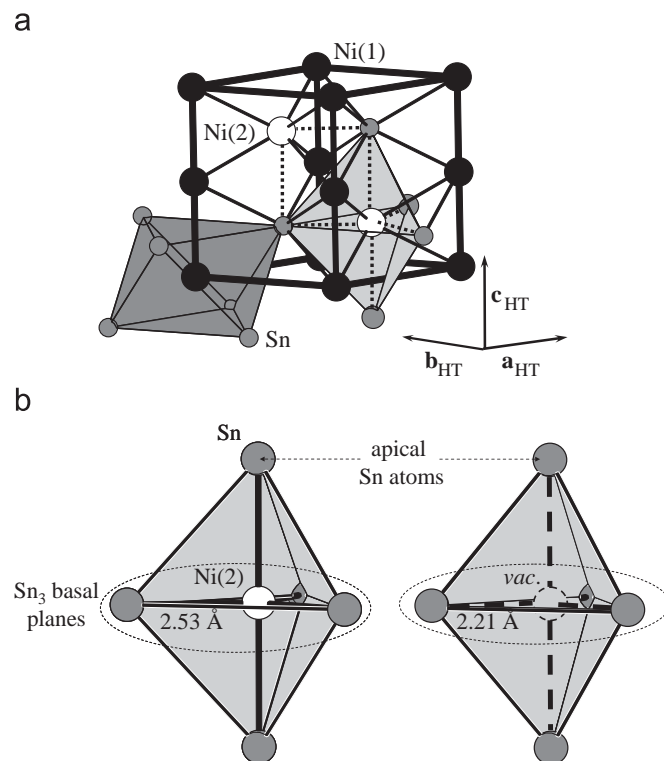 a
Ni(1)
Ni(2)
Sn
c HT
b HT
a HT
b
Sn
apical
Sn atoms
Ni(2)
vac.
Sn3 basal
planes
2.53 Å
2.21 Å